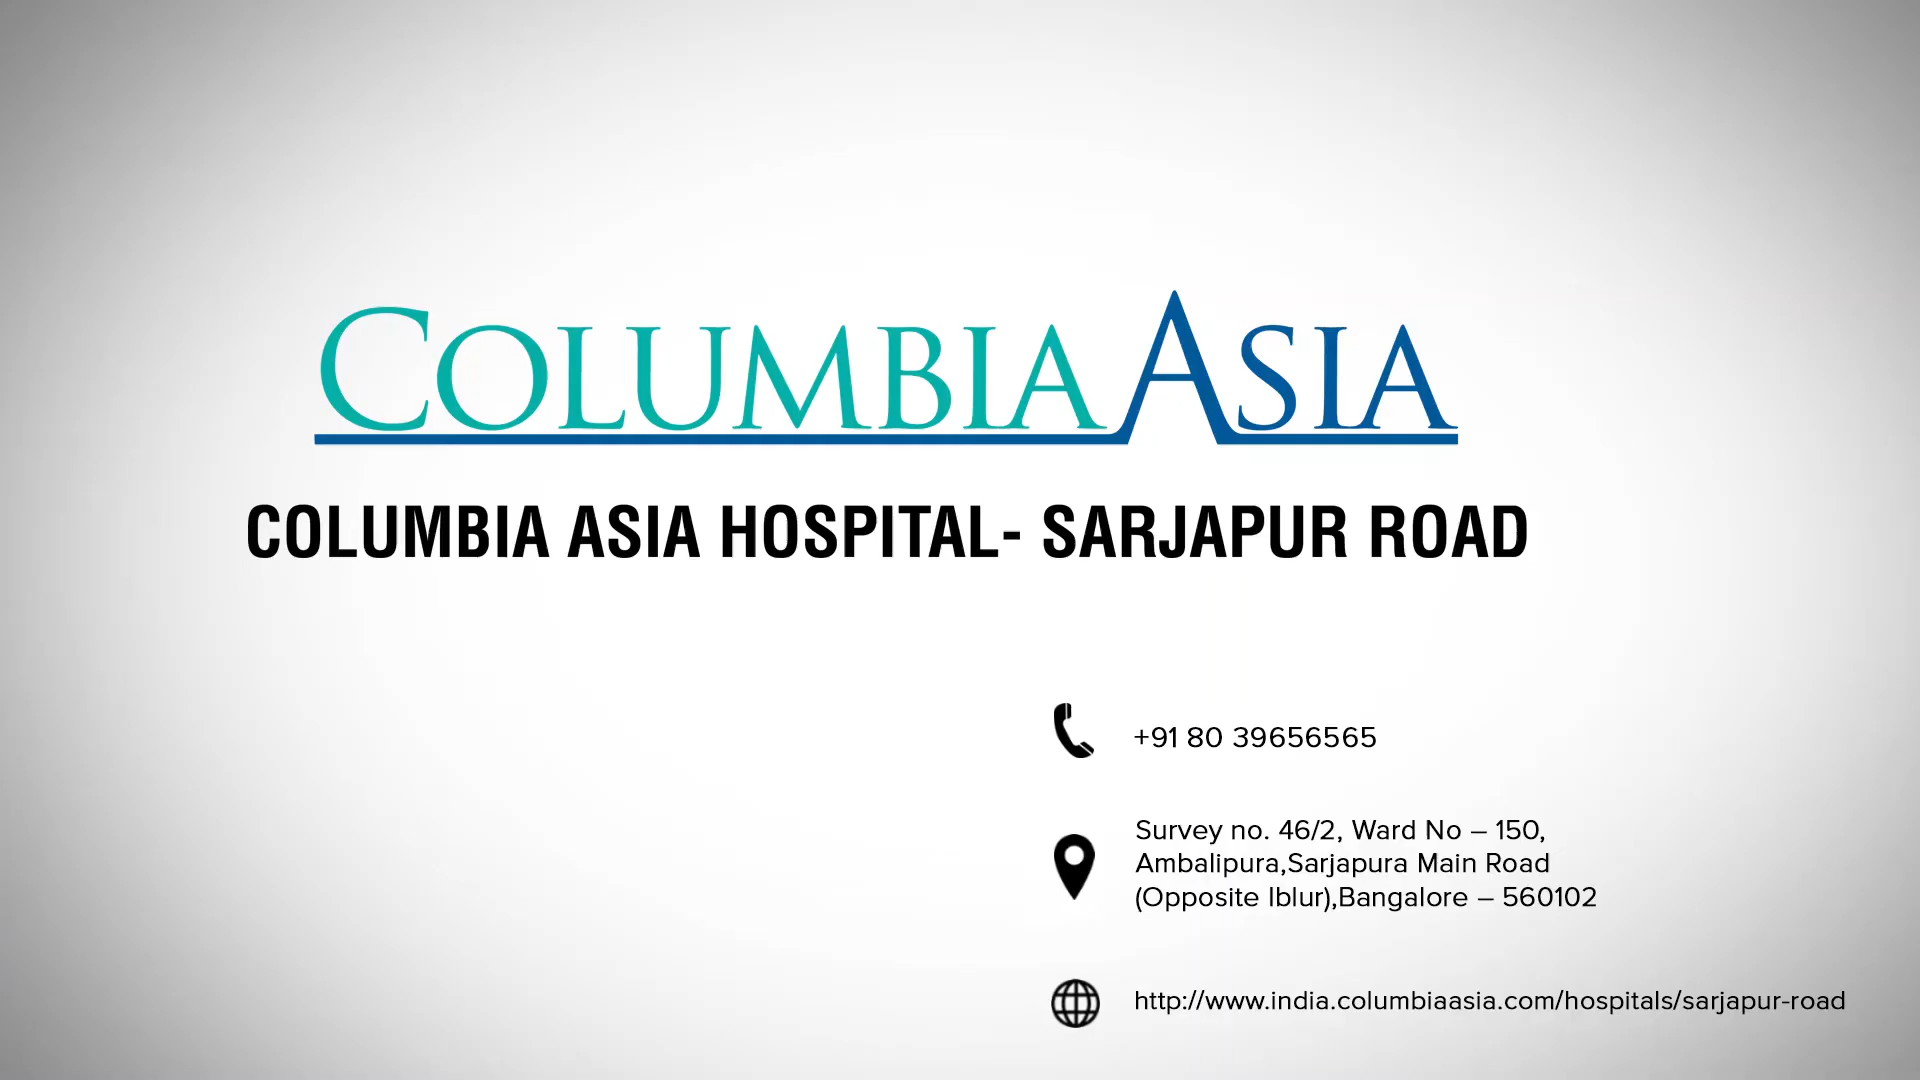 COLUMBIA ASIA
COLUMBIA ASIA HOSPITAL- SARJAPUR ROAD
+91 80 39656565
Survey no. 46/2, Ward No – 150,
Ambalipura,Sarjapura Main Road
(Opposite Iblur),Bangalore – 560102
http://www.india.columbiaasia.com/hospitals/sarjapur-road